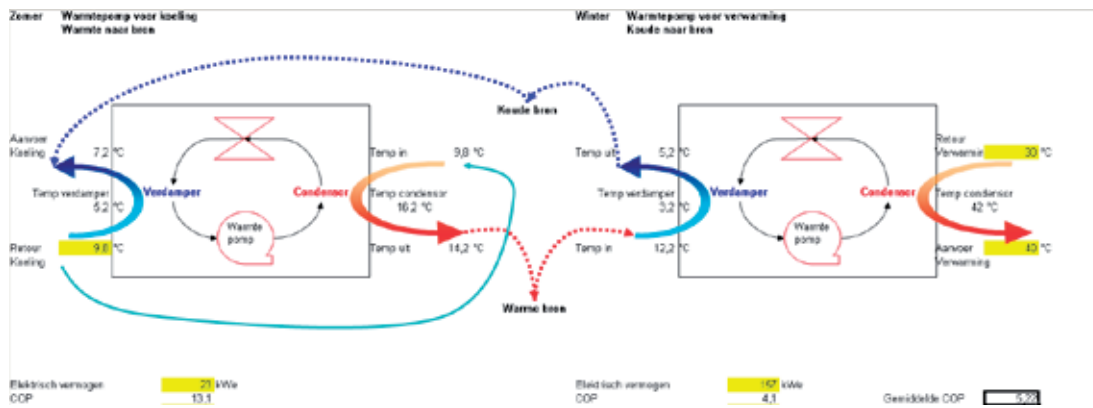 Zomer Warmtepomp voor koeling
Warmte naar bron
Winter Warmtepomp voor verwarming
Koude naar bron
Koude bron
Aanvoer
Koeling
7,2 °C
Temp in 9,8 °C
Temp uit 5,2 °C
Retour
Verwarming 30 °C
Temp verdamper
5,2 °C
Verdamper
Condensor
Temp condensor
16,2 °C
Temp verdamper
3,2 °C
Verdamper
Condensor
Temp condensor
42 °C
Warmte
pomp
Warmte
pomp
Retour
Koeling
9,8 °C
Temp uit 14,2 °C
Temp in 12,2 °C
Aanvoer
Verwarming
40 °C
Warme bron
Elektrisch vermogen kWe
COP 13,1
Elektrisch vermogen 197 kWe
COP 4,1
Gemiddelde COP